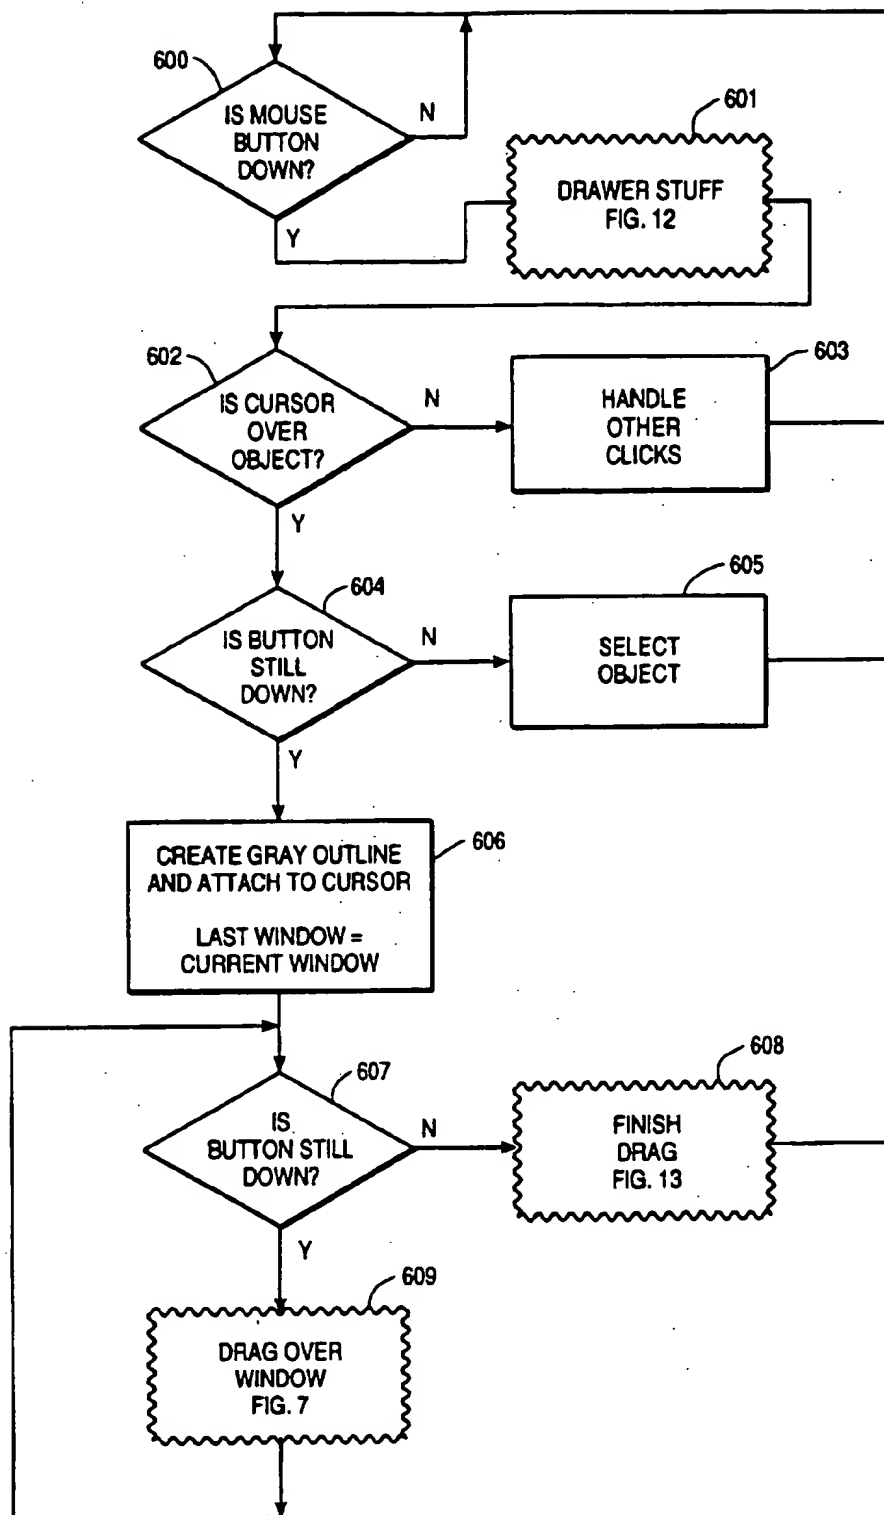 600
IS MOUSE
BUTTON
DOWN?
N
Y
601
DRAWER STUFF
FIG. 12
602
IS CURSOR
OVER
OBJECT?
N
Y
603
HANDLE
OTHER
CLICKS
604
IS BUTTON
STILL
DOWN?
N
Y
605
SELECT
OBJECT
606
CREATE GRAY OUTLINE
AND ATTACH TO CURSOR
LAST WINDOW =
CURRENT WINDOW
607
IS
BUTTON STILL
DOWN?
N
Y
608
FINISH
DRAG
FIG. 13
609
DRAG OVER
WINDOW
FIG. 7